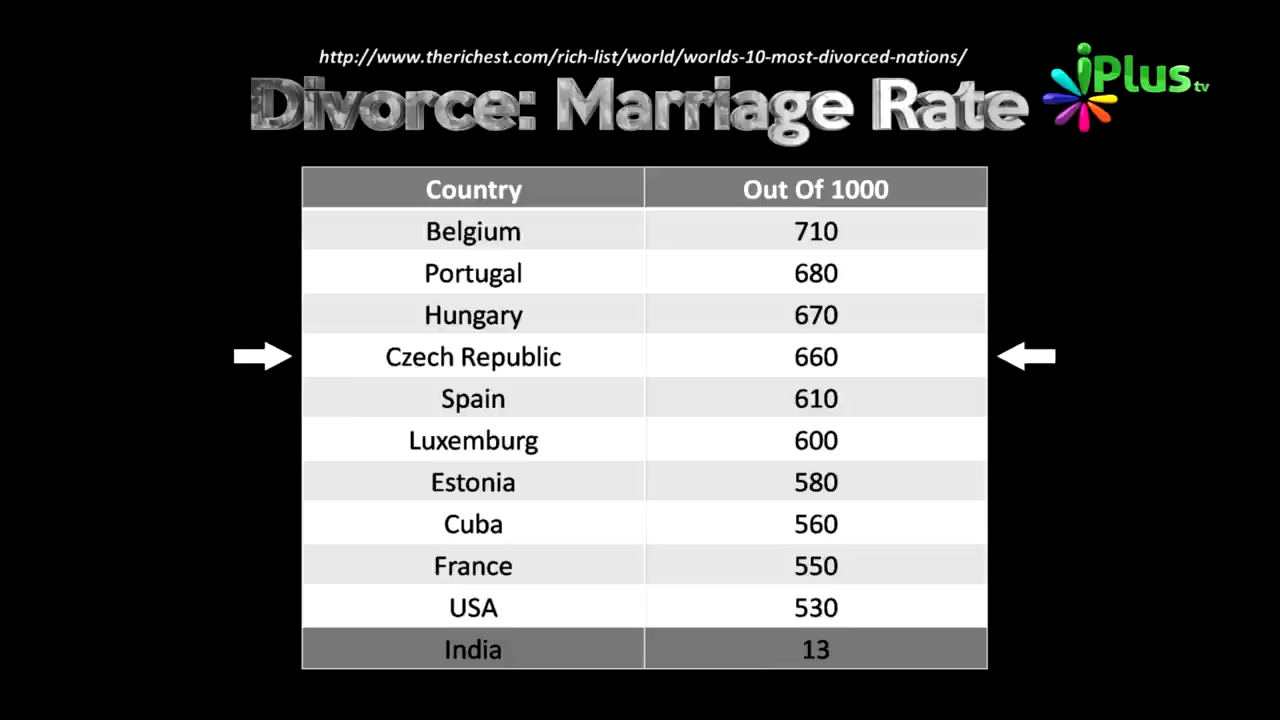 http://www.therichest.com/rich-list/world/worlds-10-most-divorced-nations/
Divorce: Marriage Rate
iPlus tv
Country Out Of 1000
Belgium 710
Portugal 680
Hungary 670
Czech Republic 660
Spain 610
Luxemburg 600
Estonia 580
Cuba 560
France 550
USA 530
India 13